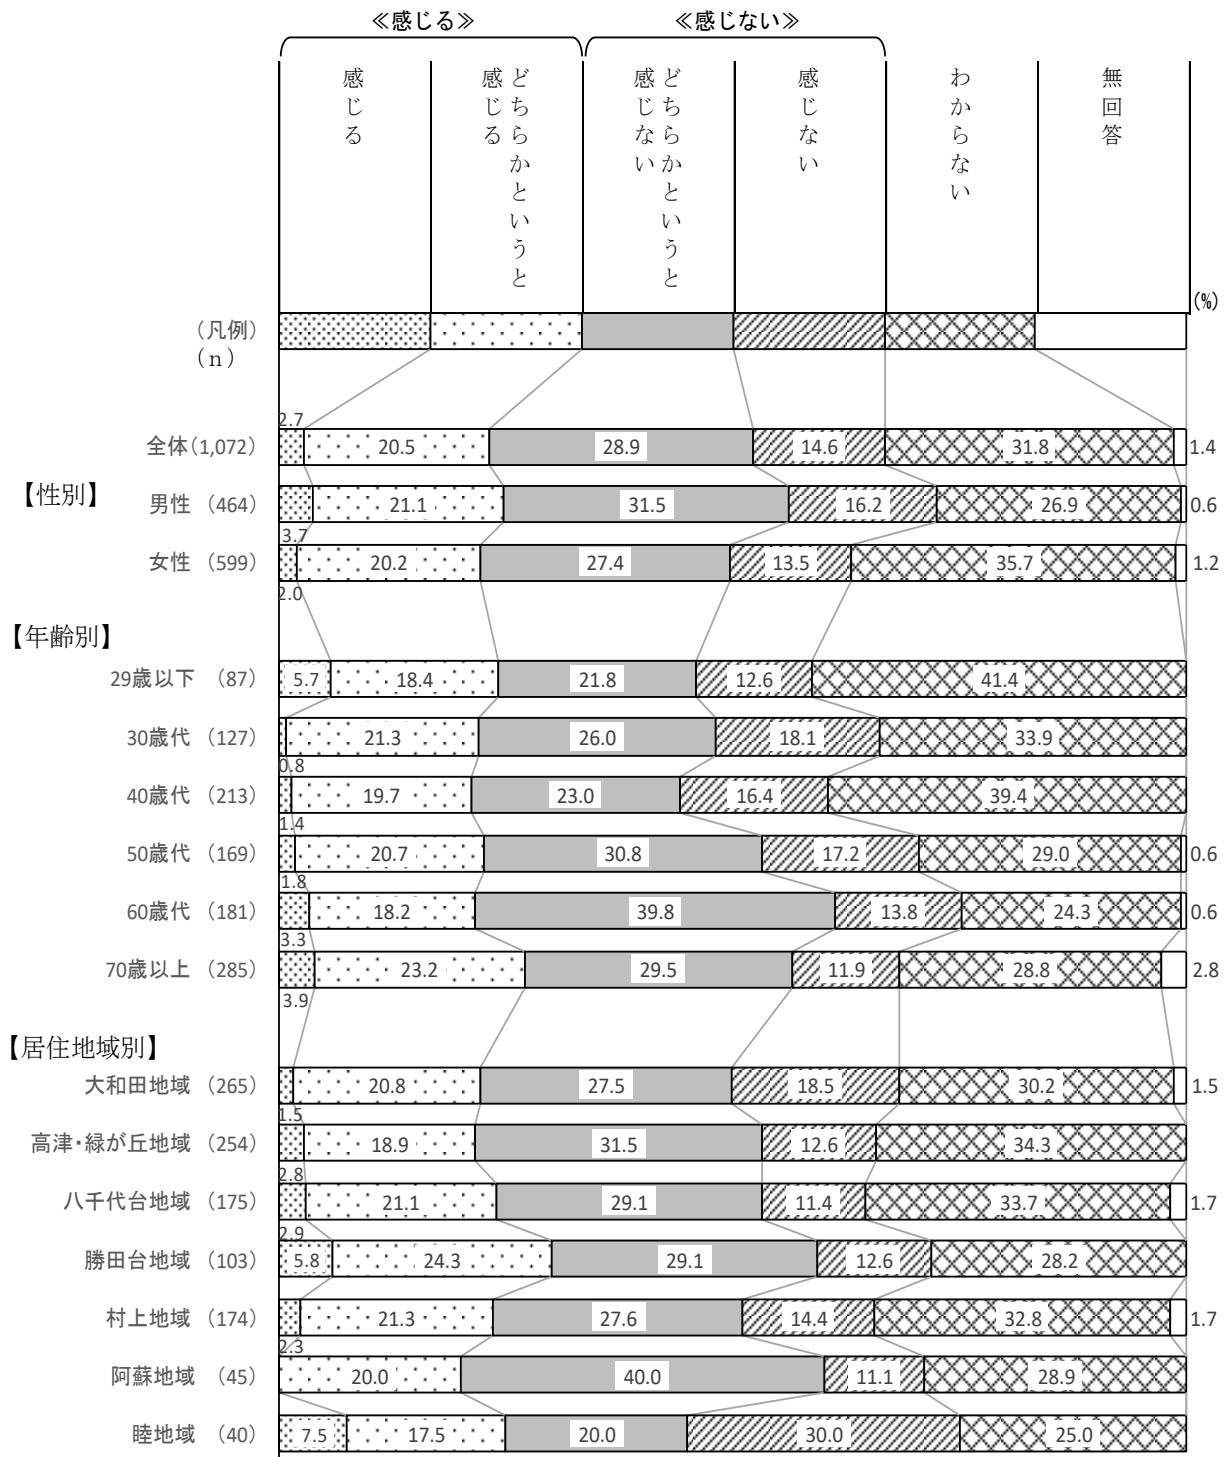 ≪感じる≫ ≪感じない≫
感じる
どちらかというと
感じる
どちらかというと
感じない
感じない
わからない
無回答
(%)
(凡例)
(n)
2.7
全体(1,072) 20.5 28.9 14.6 31.8 1.4
【性別】
男性 (464) 21.1 31.5 16.2 26.9 0.6
3.7
女性 (599) 20.2 27.4 13.5 35.7 1.2
2.0
【年齢別】
29歳以下 (87) 5.7 18.4 21.8 12.6 41.4
30歳代 (127) 21.3 26.0 18.1 33.9
0.8
40歳代 (213) 19.7 23.0 16.4 39.4
1.4
50歳代 (169) 20.7 30.8 17.2 29.0 0.6
1.8
60歳代 (181) 18.2 39.8 13.8 24.3 0.6
3.3
70歳以上 (285) 23.2 29.5 11.9 28.8 2.8
3.9
【居住地域別】
大和田地域 (265) 20.8 27.5 18.5 30.2 1.5
1.5
高津・緑が丘地域 (254) 18.9 31.5 12.6 34.3
2.8
八千代台地域 (175) 21.1 29.1 11.4 33.7 1.7
2.9
勝田台地域 (103) 5.8 24.3 29.1 12.6 28.2
村上地域 (174) 21.3 27.6 14.4 32.8 1.7
2.3
阿蘇地域 (45) 20.0 40.0 11.1 28.9
睦地域 (40) 7.5 17.5 20.0 30.0 25.0